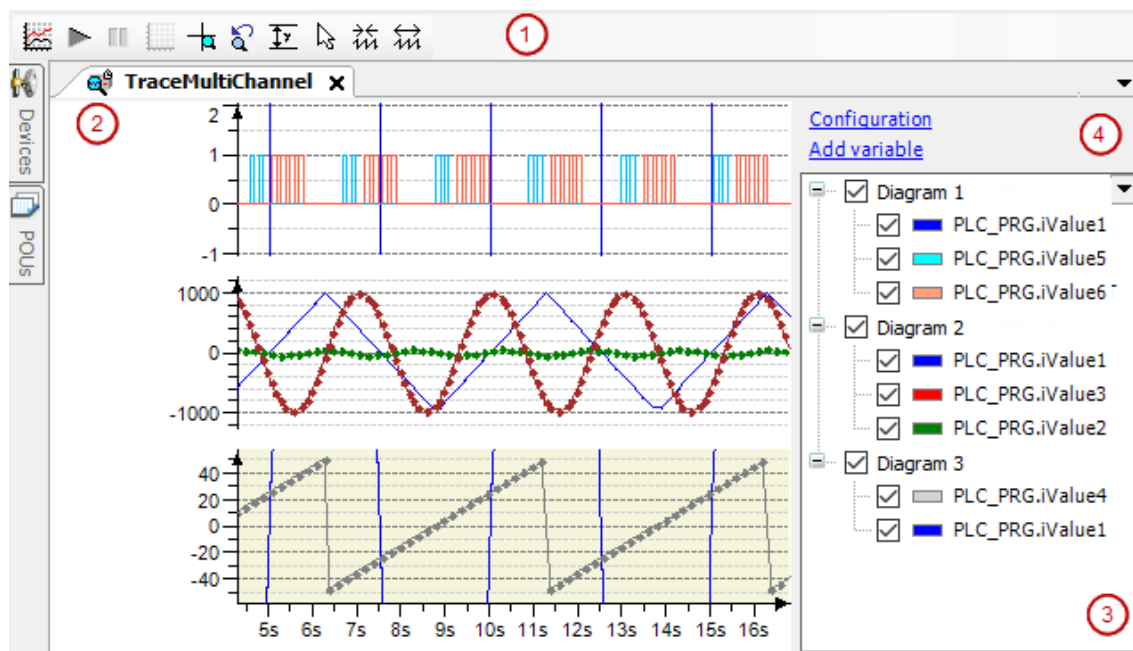 1
TraceMultiChannel
Devices
POUs
2
4
Configuration
Add variable
2
1
0
-1
1000
0
-1000
40
20
0
-20
-40
5s 6s 7s 8s 9s 10s 11s 12s 13s 14s 15s 16s
Diagram 1
PLC_PRG.iValue1
PLC_PRG.iValue5
PLC_PRG.iValue6
Diagram 2
PLC_PRG.iValue1
PLC_PRG.iValue3
PLC_PRG.iValue2
Diagram 3
PLC_PRG.iValue4
PLC_PRG.iValue1
3